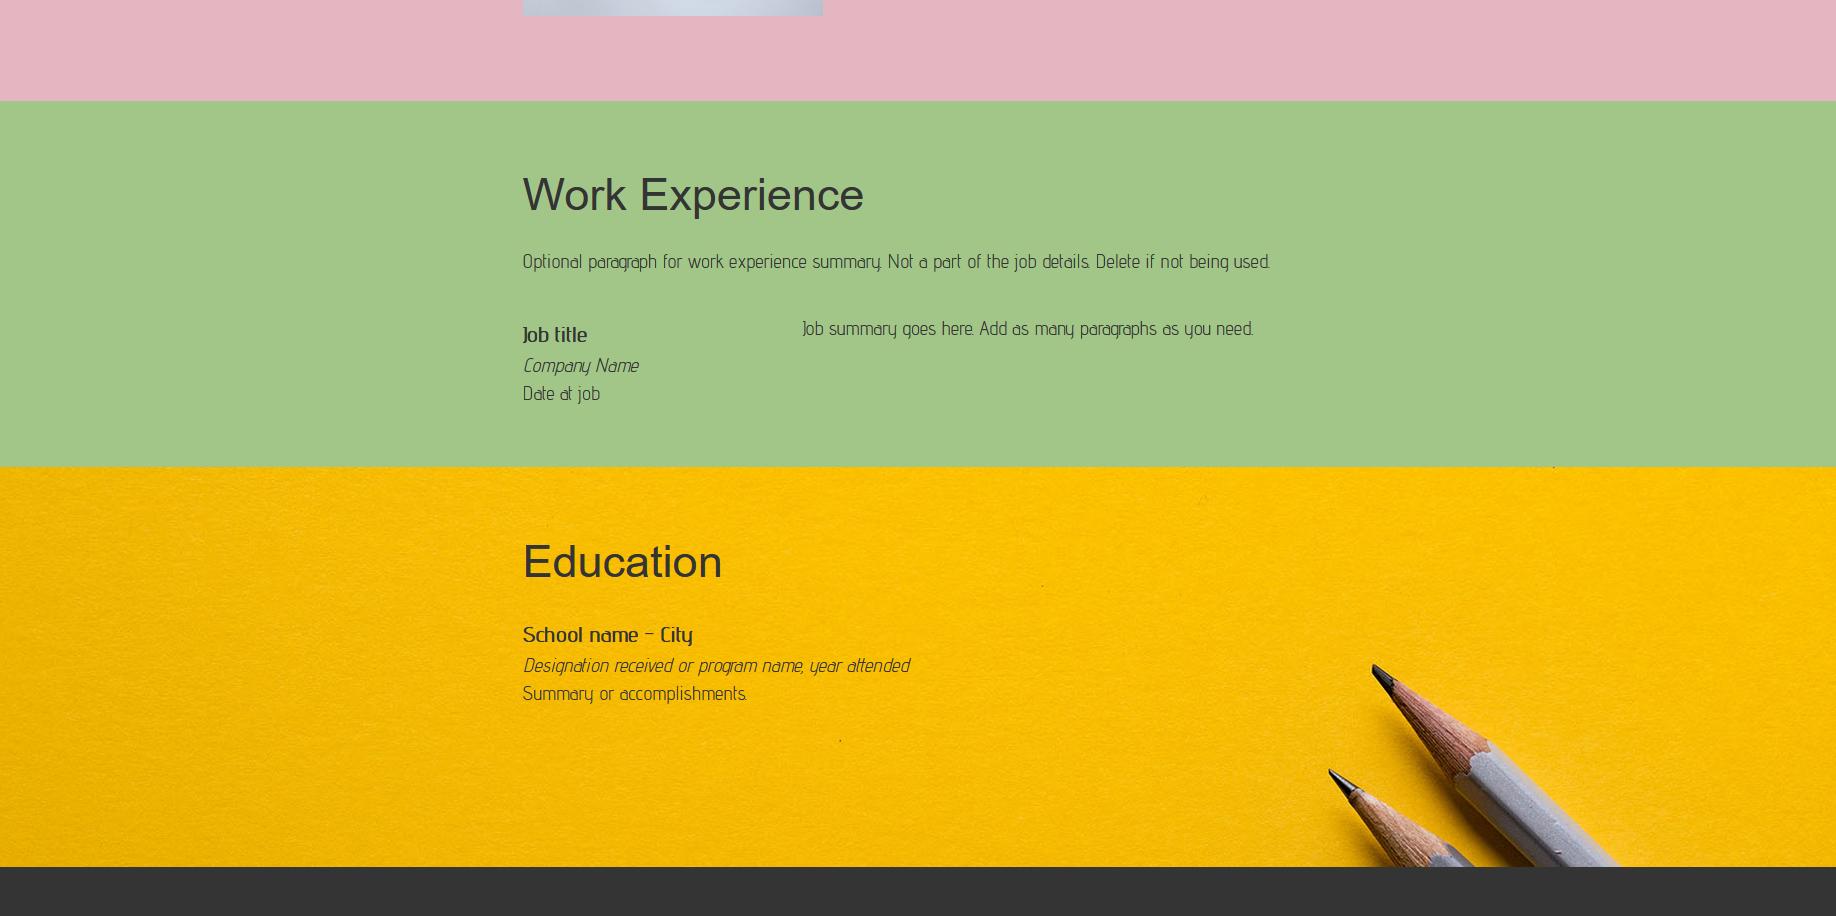 Work Experience
Optional paragraph for work experience summary. Not a part of the job details. Delete if not being used.
Job title
Company Name
Date at job
Job summary goes here. Add as many paragraphs as you need.
Education
School name - City
Designation received or program name, year attended
Summary or accomplishments.